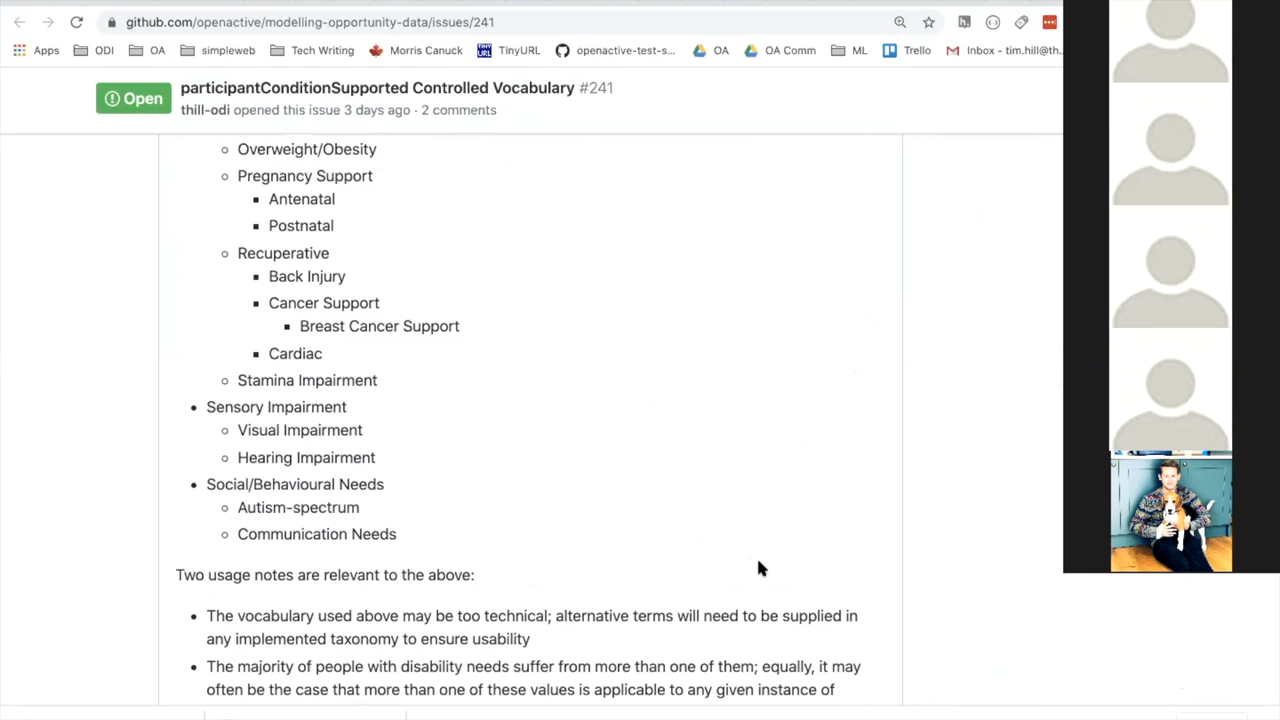 github.com/openactive/modelling-opportunity-data/issues/241
Apps ODI OA simpleweb Tech Writing Morris Canuck TINY URL TinyURL openactive-test-s... OA OA Comm ML Trello Inbox - tim.hill@th...
Open participantConditionSupported Controlled Vocabulary #241
thill-odi opened this issue 3 days ago · 2 comments
Overweight/Obesity
Pregnancy Support
Antenatal
Postnatal
Recuperative
Back Injury
Cancer Support
Breast Cancer Support
Cardiac
Stamina Impairment
Sensory Impairment
Visual Impairment
Hearing Impairment
Social/Behavioural Needs
Autism-spectrum
Communication Needs
Two usage notes are relevant to the above:
The vocabulary used above may be too technical; alternative terms will need to be supplied in
any implemented taxonomy to ensure usability
The majority of people with disability needs suffer from more than one of them; equally, it may
often be the case that more than one of these values is applicable to any given instance of